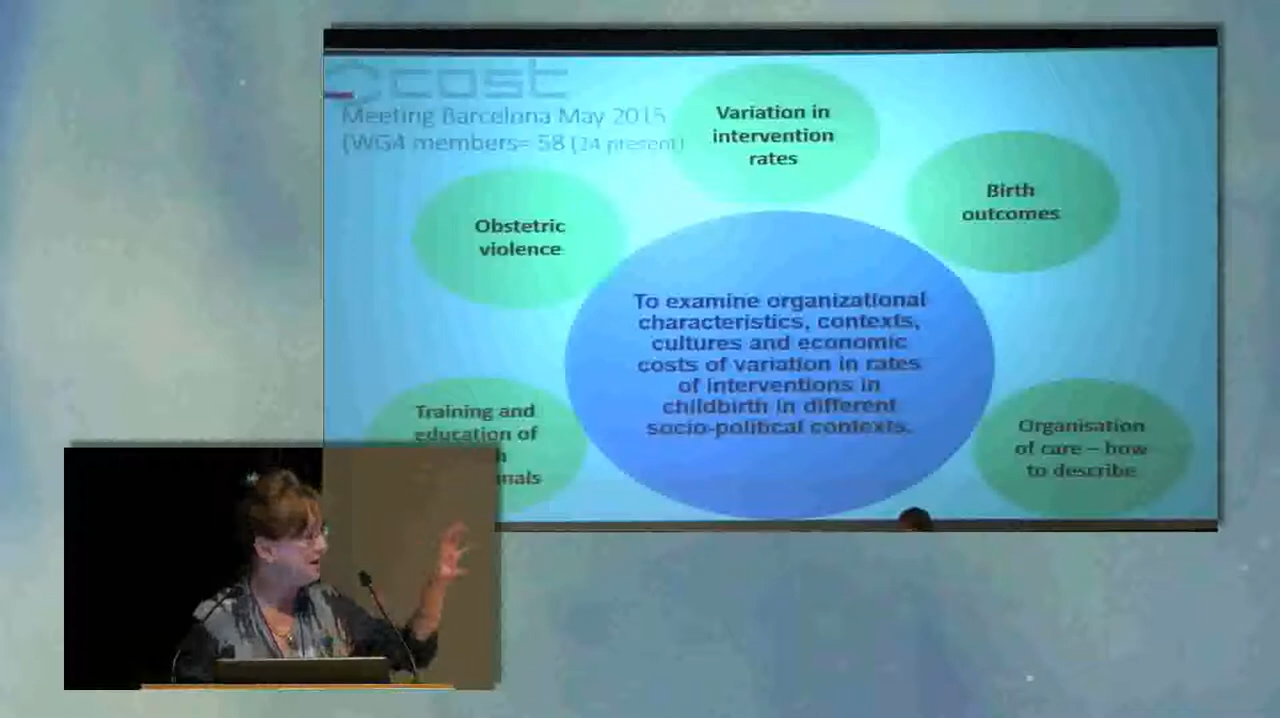 cost
Meeting Barcelona May 2015
(WG4 members= 58 (24 present)
Variation in
intervention
rates
Birth
outcomes
Obstetric
violence
To examine organizational
characteristics, contexts,
cultures and economic
costs of variation in rates
of interventions in
childbirth in different
socio-political contexts.
Training and
education of
Organisation
of care – how
to describe